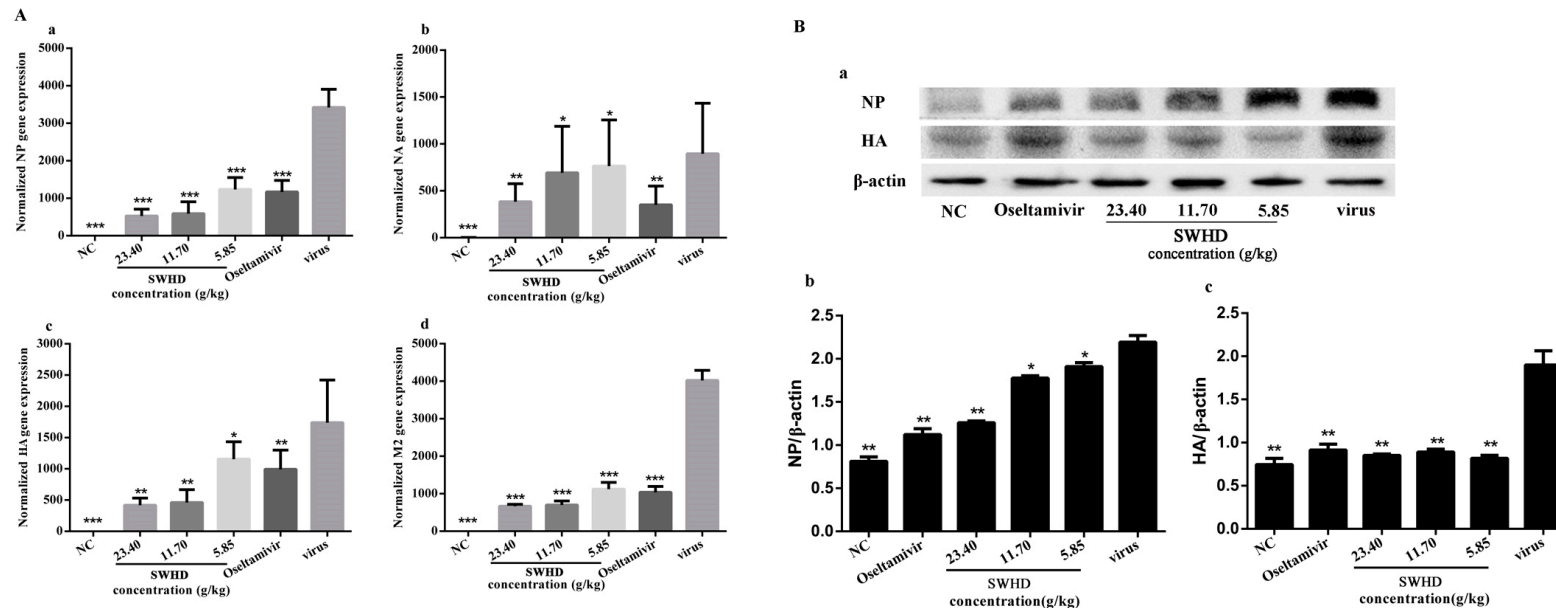 A
a
5000
4000
3000
2000
1000
0
Normalized NP gene expression
***
***
***
***
***
NC
23.40
11.70
5.85
Oseltamivir
virus
SWHD
concentration (g/kg)
b
2000
1500
1000
500
0
Normalized NA gene expression
***
**
*
*
**
NC
23.40
11.70
5.85
Oseltamivir
virus
SWHD
concentration (g/kg)
c
3000
2500
2000
1500
1000
500
0
Normalized HA gene expression
***
**
**
*
**
NC
23.40
11.70
5.85
Oseltamivir
virus
SWHD
concentration (g/kg)
d
5000
4000
3000
2000
1000
0
Normalized M2 gene expression
***
***
***
***
***
NC
23.40
11.70
5.85
Oseltamivir
virus
SWHD
concentration (g/kg)
B
a
NP
HA
β-actin
NC Oseltamivir 23.40 11.70 5.85 virus
SWHD
concentration (g/kg)
b
2.5
2.0
1.5
1.0
0.5
0.0
NP/β-actin
**
**
**
*
*
NC
Oseltamivir
23.40
11.70
5.85
virus
SWHD
concentration(g/kg)
c
2.5
2.0
1.5
1.0
0.5
0.0
HA/β-actin
**
**
**
**
**
NC
Oseltamivir
23.40
11.70
5.85
virus
SWHD
concentration(g/kg)